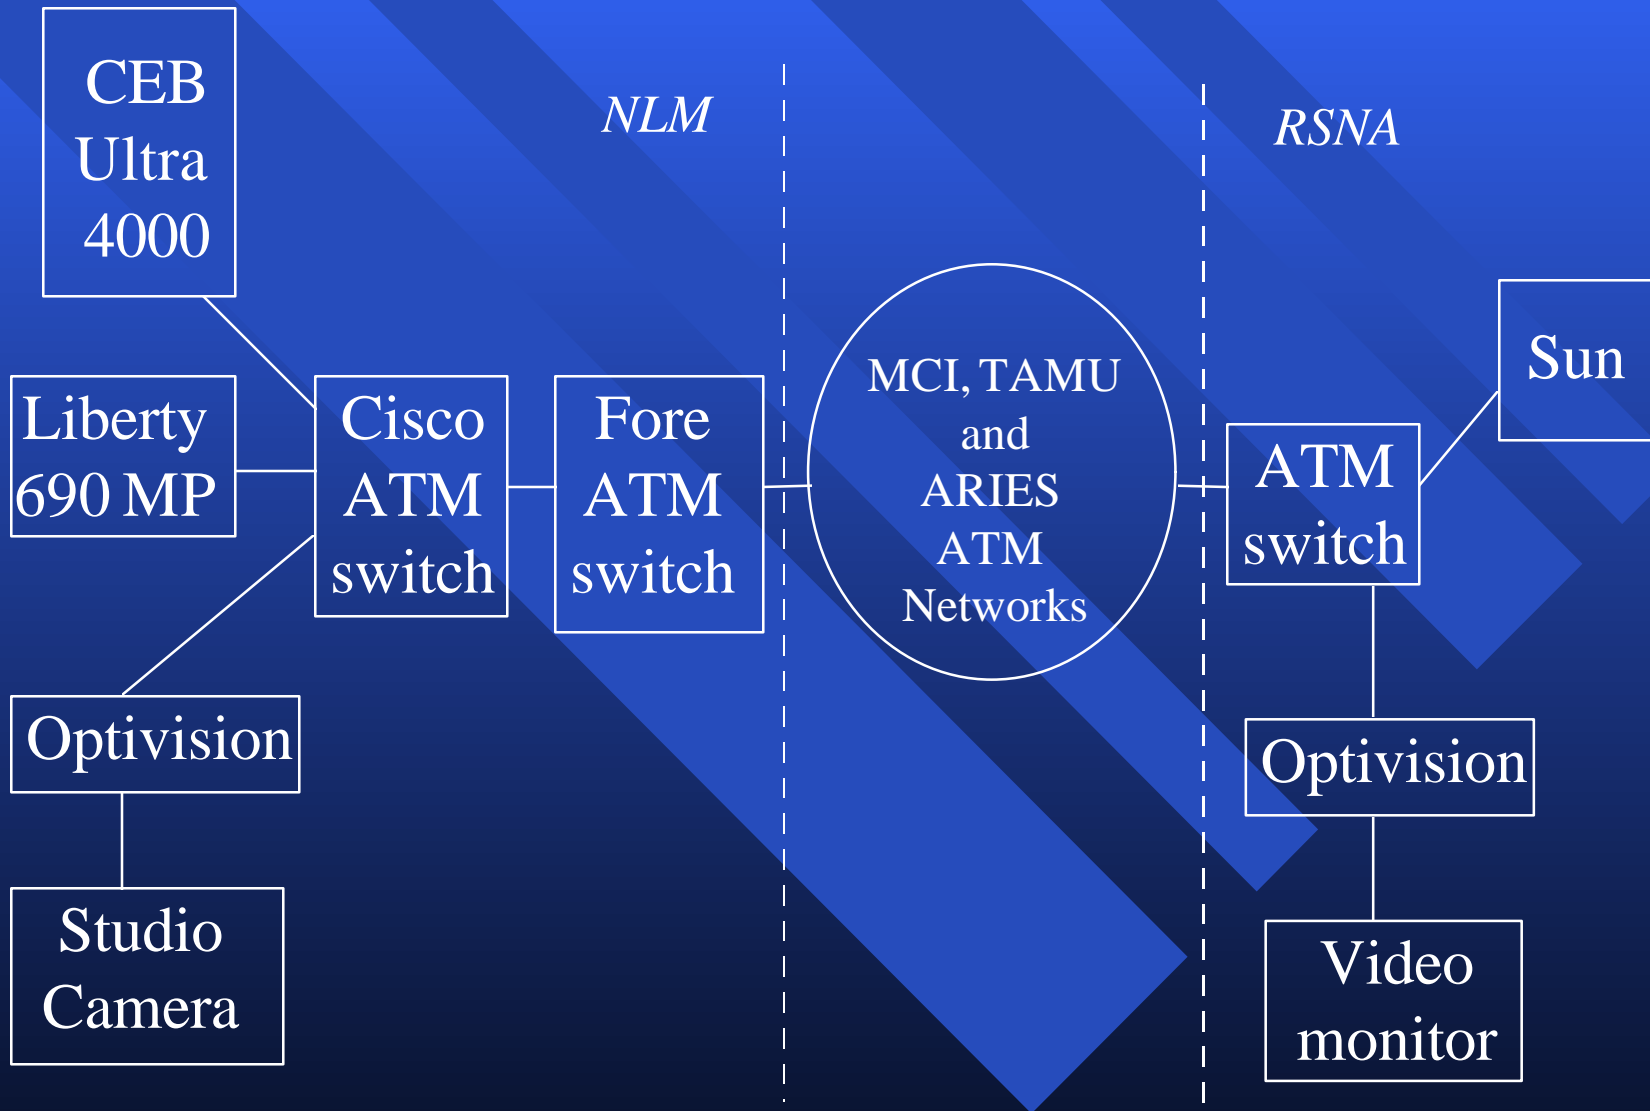 CEB
Ultra
4000
NLM
RSNA
Liberty
690 MP
Cisco
ATM
switch
Fore
ATM
switch
MCI, TAMU
and
ARIES
ATM
Networks
ATM
switch
Sun
Optivision
Studio
Camera
Optivision
Video
monitor